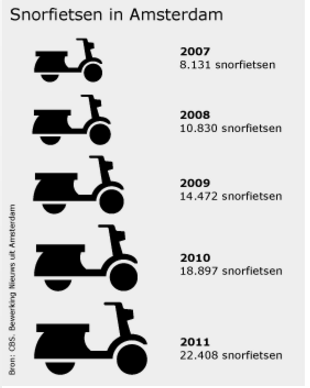 Snorfietsen in Amsterdam
2007
8.131 snorfietsen
2008
10.830 snorfietsen
2009
14.472 snorfietsen
2010
18.897 snorfietsen
2011
22.408 snorfietsen
Bron: CBS. Bewerking Nieuws uit Amsterdam